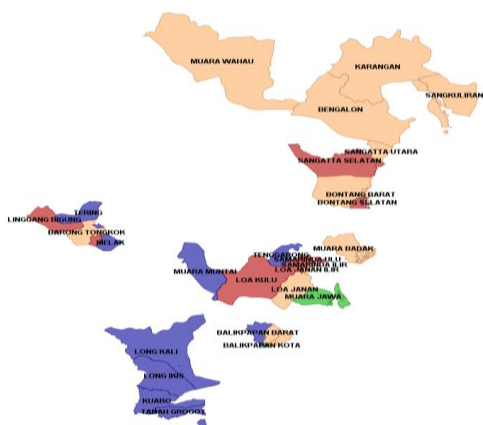 MUARA WAHAU
KARANGAN
SANGKULIRAN
BENGALON
SANGATTA UTARA
SANGATTA SELATAN
BONTANG BARAT
BONTANG SELATAN
TERING
LINGGANG BIGUNG
BARONG TONGKOK
MELAK
MUARA BADAK
TENGGARONG
SAMARINDA ULU
SAMARINDA ILIR
LOA JANAN ILIR
MUARA MUNTAI
LOA KULU
LOA JANAN
MUARA JAWA
BALIKPAPAN BARAT
BALIKPAPAN KOTA
LONG KALI
LONG IKIS
KUARO
TANAH GROGOT